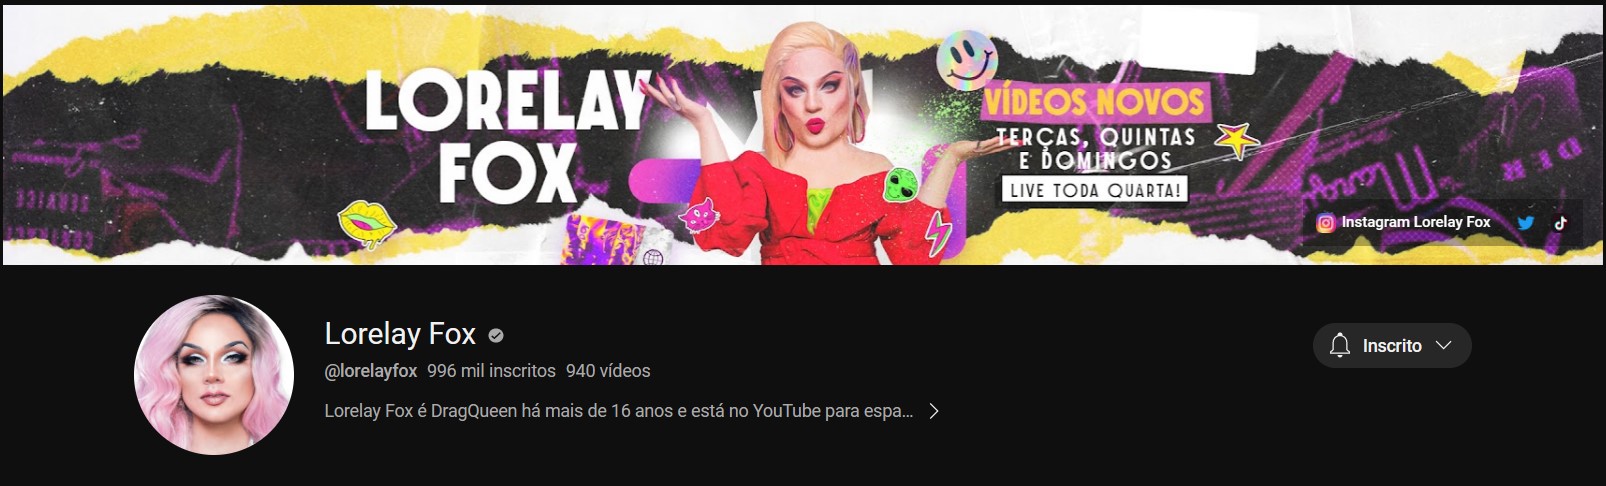 LORELAY
FOX
VÍDEOS NOVOS
TERÇAS, QUINTAS
E DOMINGOS
LIVE TODA QUARTA!
Instagram Lorelay Fox
Lorelay Fox
@lorelayfox 996 mil inscritos 940 vídeos
Lorelay Fox é DragQueen há mais de 16 anos e está no YouTube para espa...
Inscrito